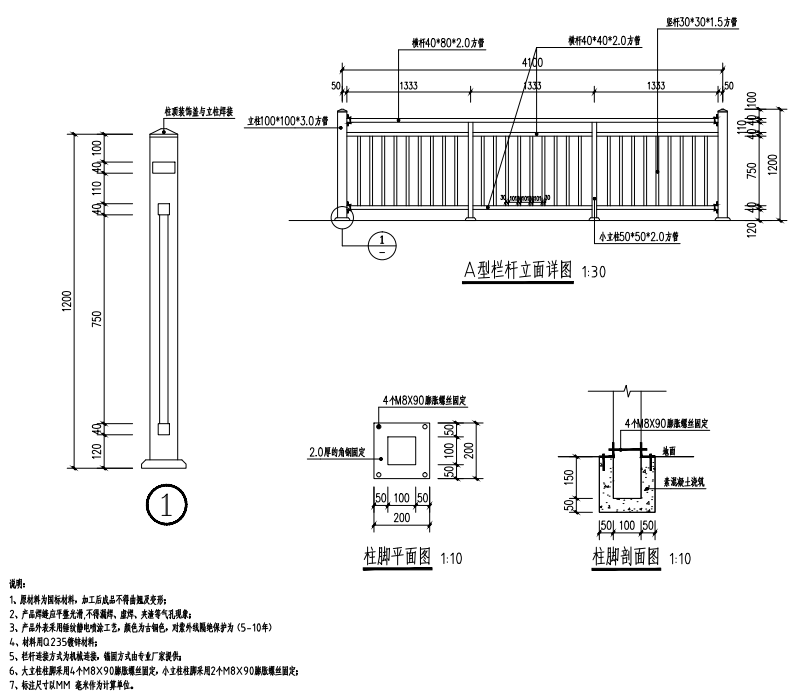 竖杆30*30*1.5方管
横杆40*80*2.0方管
横杆40*40*2.0方管
4100
50
1333
1333
1333
50
柱顶装饰盖与立柱焊接
立柱100*100*3.0方管
100
40
110
40
750
40
120
1200
100
40
110
40
750
40
120
1200
30
30
小立柱50*50*2.0方管
1
A型栏杆立面详图 1:30
1
4个M8X90膨胀螺丝固定
2.0厚的角钢固定
50
100
50
200
50
100
50
200
柱脚平面图 1:10
4个M8X90膨胀螺丝固定
地面
素混凝土浇筑
150
50
50
100
50
柱脚剖面图 1:10
说明:
1、原材料为国标材料，加工后成品不得曲翘及变形;
2、产品焊缝应平整光滑,不得漏焊、虚焊、夹渣等气孔现象;
3、产品外表采用锤纹静电喷涂工艺，颜色为古铜色，对紫外线隔绝保护为（5-10年）
4、材料用Q235镀锌材料;
5、栏杆连接方式为机械连接，锚固方式由专业厂家提供;
6、大立柱柱脚采用4个M8X90膨胀螺丝固定，小立柱柱脚采用2个M8X90膨胀螺丝固定;
7、标注尺寸以MM 毫米作为计算单位。